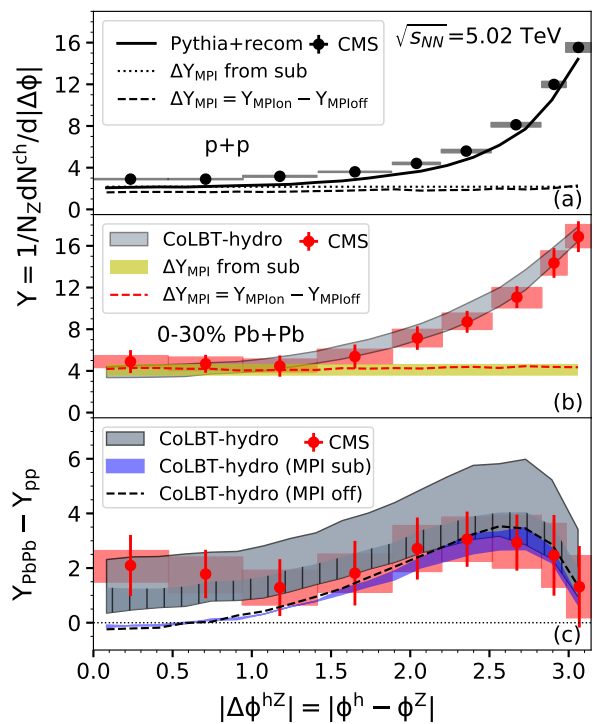 √s_NN=5.02 TeV
Pythia+recom CMS
ΔY_MPI from sub
ΔY_MPI = Y_MPIon − Y_MPIoff
p+p
(a)
16
12
8
4
0
CoLBT-hydro CMS
ΔY_MPI from sub
ΔY_MPI = Y_MPIon − Y_MPIoff
0-30% Pb+Pb
(b)
16
12
8
4
0
Y = 1/N_Z dN^ch/d|Δϕ|
CoLBT-hydro CMS
CoLBT-hydro (MPI sub)
CoLBT-hydro (MPI off)
(c)
6
4
2
0
Y_PbPb − Y_pp
0.0 0.5 1.0 1.5 2.0 2.5 3.0
|Δϕ^hZ| = |ϕ^h − ϕ^Z|